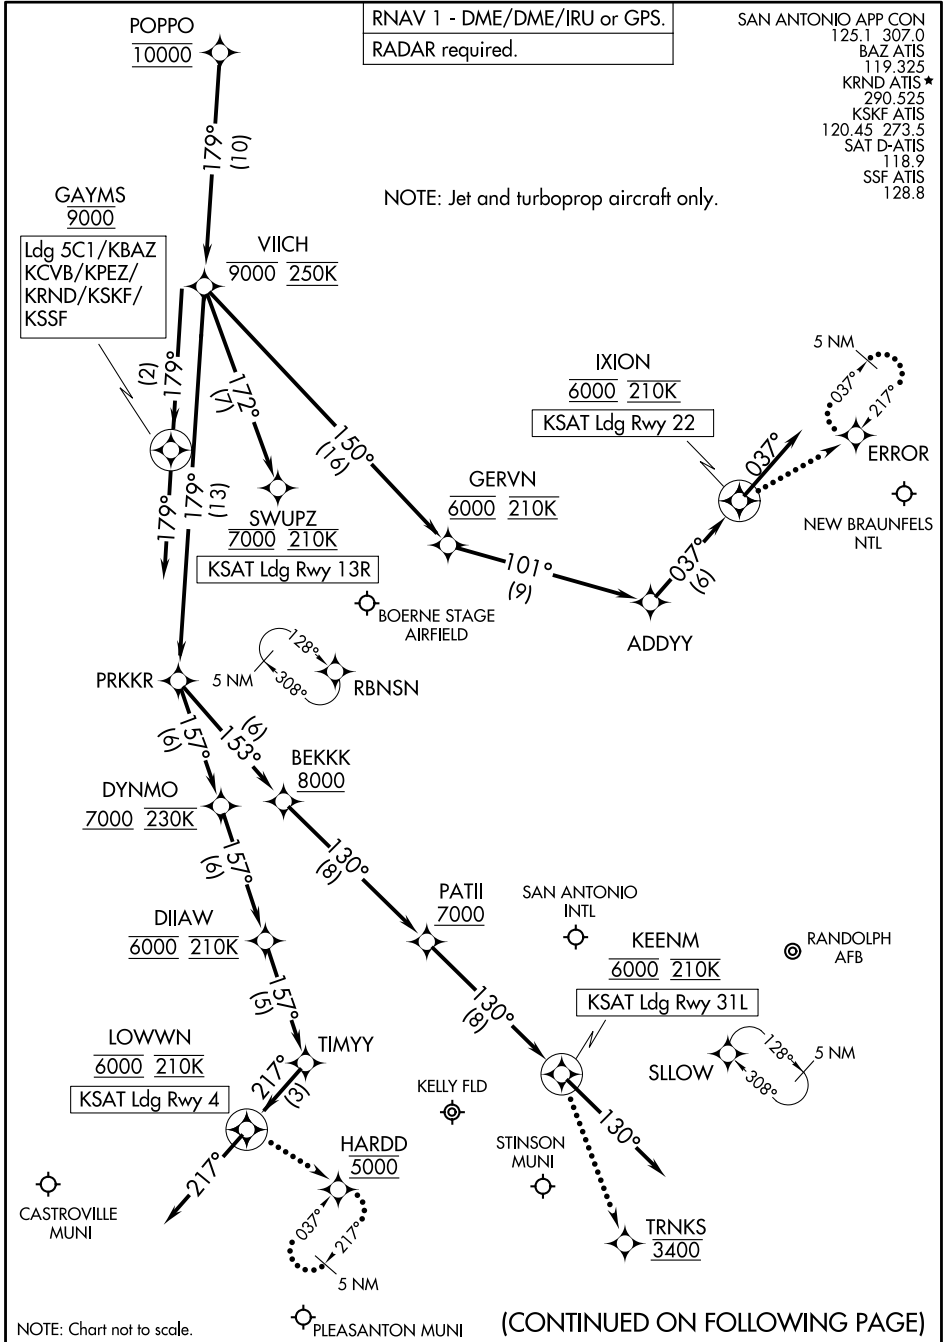 RNAV 1 - DME/DME/IRU or GPS.
RADAR required.
SAN ANTONIO APP CON
125.1 307.0
BAZ ATIS
119.325
KRND ATIS★
290.525
KSKF ATIS
120.45 273.5
SAT D-ATIS
118.9
SSF ATIS
128.8
POPPO
10000
179°
(10)
NOTE: Jet and turboprop aircraft only.
GAYMS
9000
Ldg 5C1/KBAZ
KCVB/KPEZ/
KRND/KSKF/
KSSF
VIICH
9000 250K
(2)
179°
179°
179°
(13)
172°
(7)
150°
(16)
SWUPZ
7000 210K
KSAT Ldg Rwy 13R
GERVN
6000 210K
101°
(9)
IXION
6000 210K
KSAT Ldg Rwy 22
037°
037°
(6)
ADDYY
5 NM
037°
217°
ERROR
NEW BRAUNFELS
NTL
BOERNE STAGE
AIRFIELD
PRKKR
5 NM
128°
308°
RBNSN
157°
(6)
(6)
153°
BEKKK
8000
DYNMO
7000 230K
157°
(6)
130°
(8)
DIIAW
6000 210K
157°
(5)
PATII
7000
130°
(8)
SAN ANTONIO
INTL
KEENM
6000 210K
KSAT Ldg Rwy 31L
RANDOLPH
AFB
LOWWN
6000 210K
KSAT Ldg Rwy 4
TIMYY
217°
(3)
217°
KELLY FLD
SLLOW
128°
308°
5 NM
130°
STINSON
MUNI
HARDD
5000
037°
217°
5 NM
CASTROVILLE
MUNI
TRNKS
3400
PLEASANTON MUNI
NOTE: Chart not to scale.
(CONTINUED ON FOLLOWING PAGE)